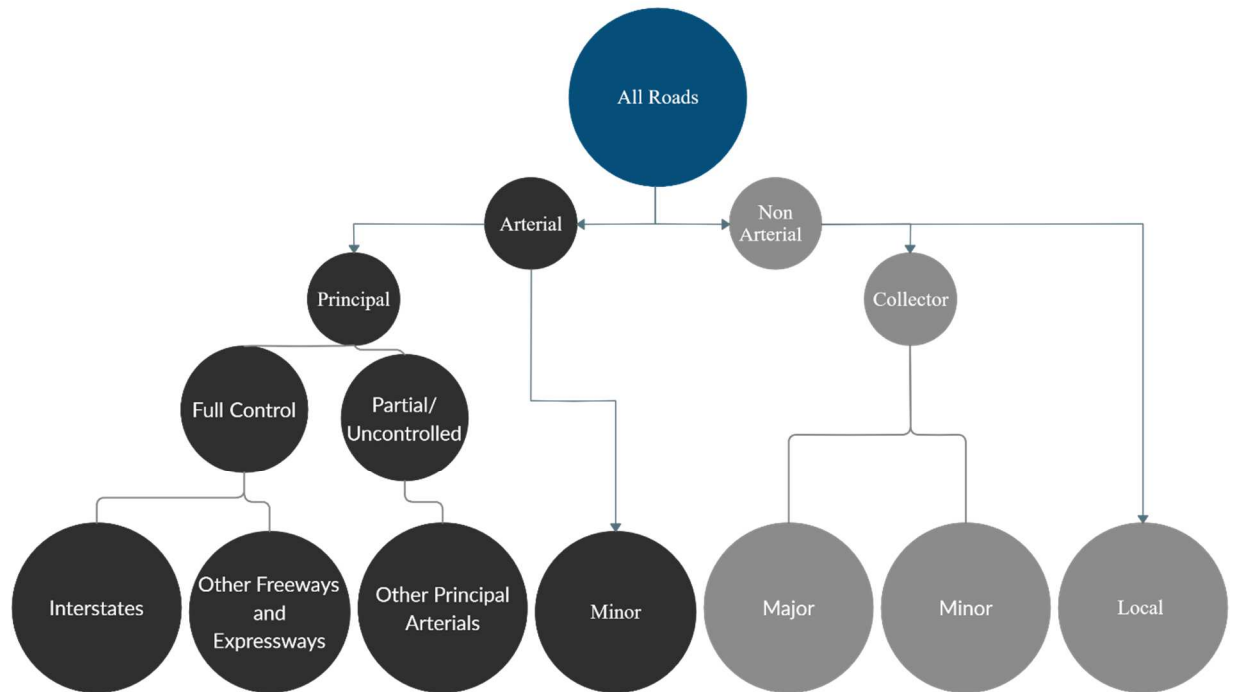 All Roads
Arterial
Non
Arterial
Principal
Collector
Full Control
Partial/
Uncontrolled
Interstates
Other Freeways
and
Expressways
Other Principal
Arterials
Minor
Major
Minor
Local